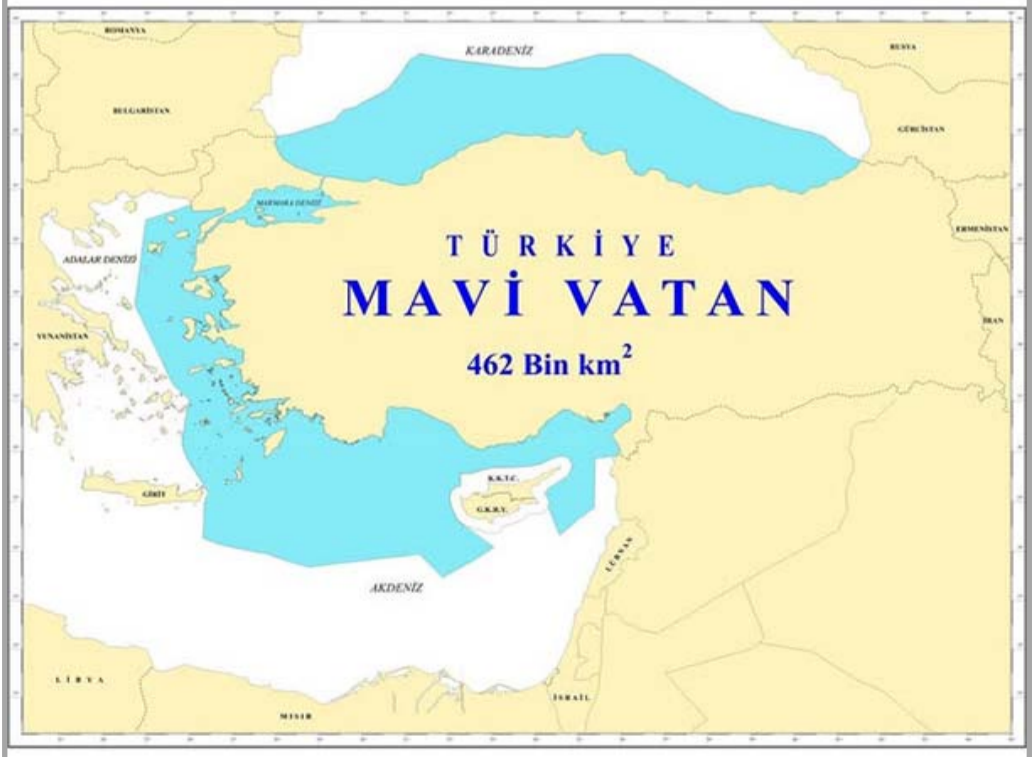 ROMANYA
KARADENİZ
RUSYA
BULGARİSTAN
GÜRCİSTAN
MARMARA DENİZİ
ERMENİSTAN
TÜRKİYE
ADALAR DENİZİ
MAVİ VATAN
İRAN
YUNANİSTAN
462 Bin km²
K.K.T.C.
GİRİT
G.K.R.Y.
LÜBNAN
AKDENİZ
LİBYA
İSRAİL
MISIR